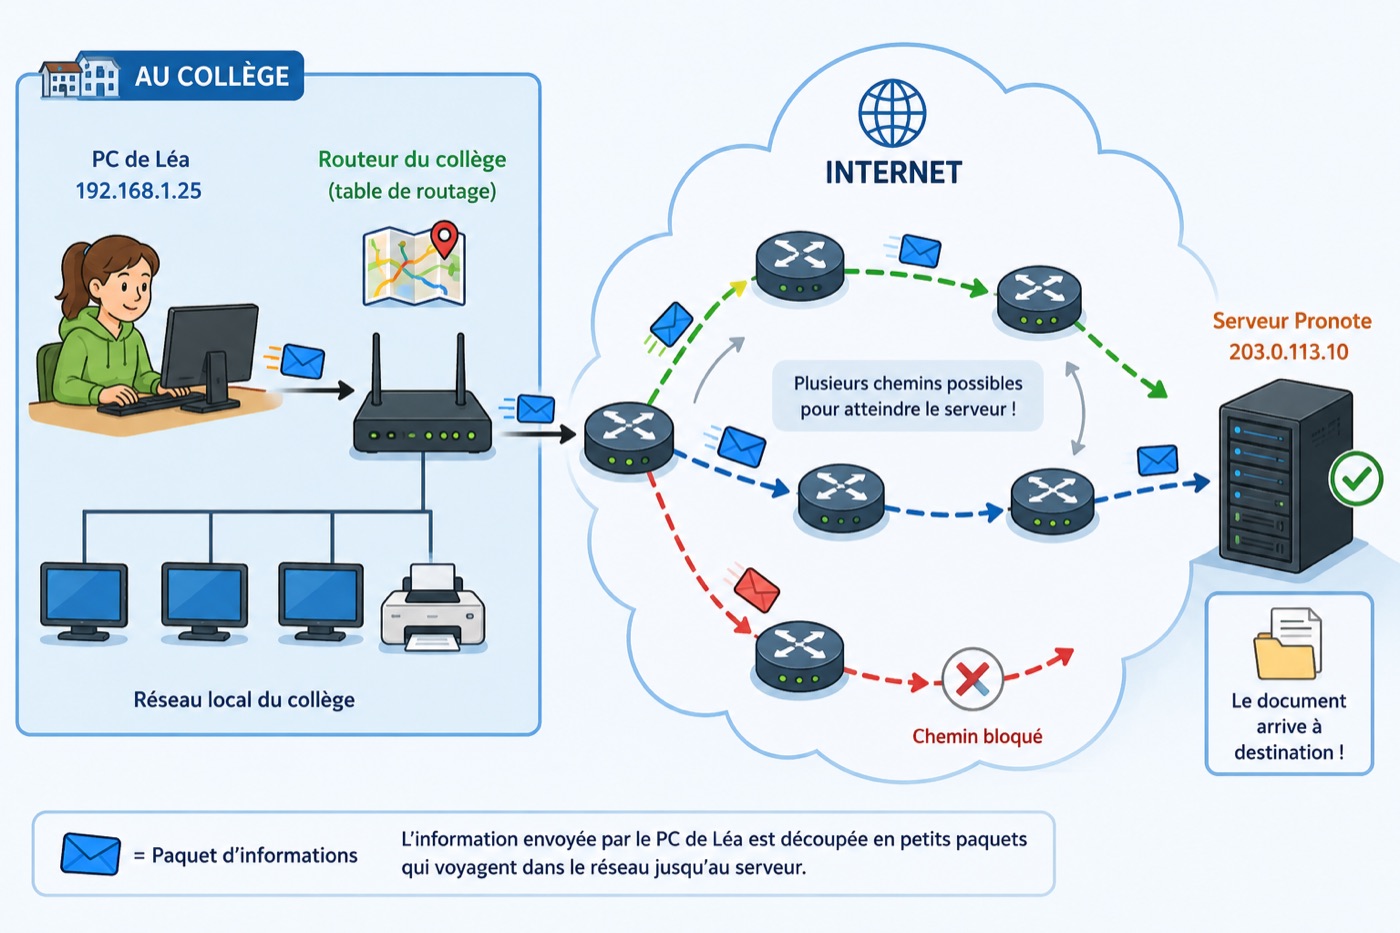 AU COLLÈGE
PC de Léa
192.168.1.25
Routeur du collège
(table de routage)
Réseau local du collège
INTERNET
Plusieurs chemins possibles
pour atteindre le serveur !
Chemin bloqué
Serveur Pronote
203.0.113.10
Le document
arrive à
destination !
= Paquet d'informations
L'information envoyée par le PC de Léa est découpée en petits paquets
qui voyagent dans le réseau jusqu'au serveur.